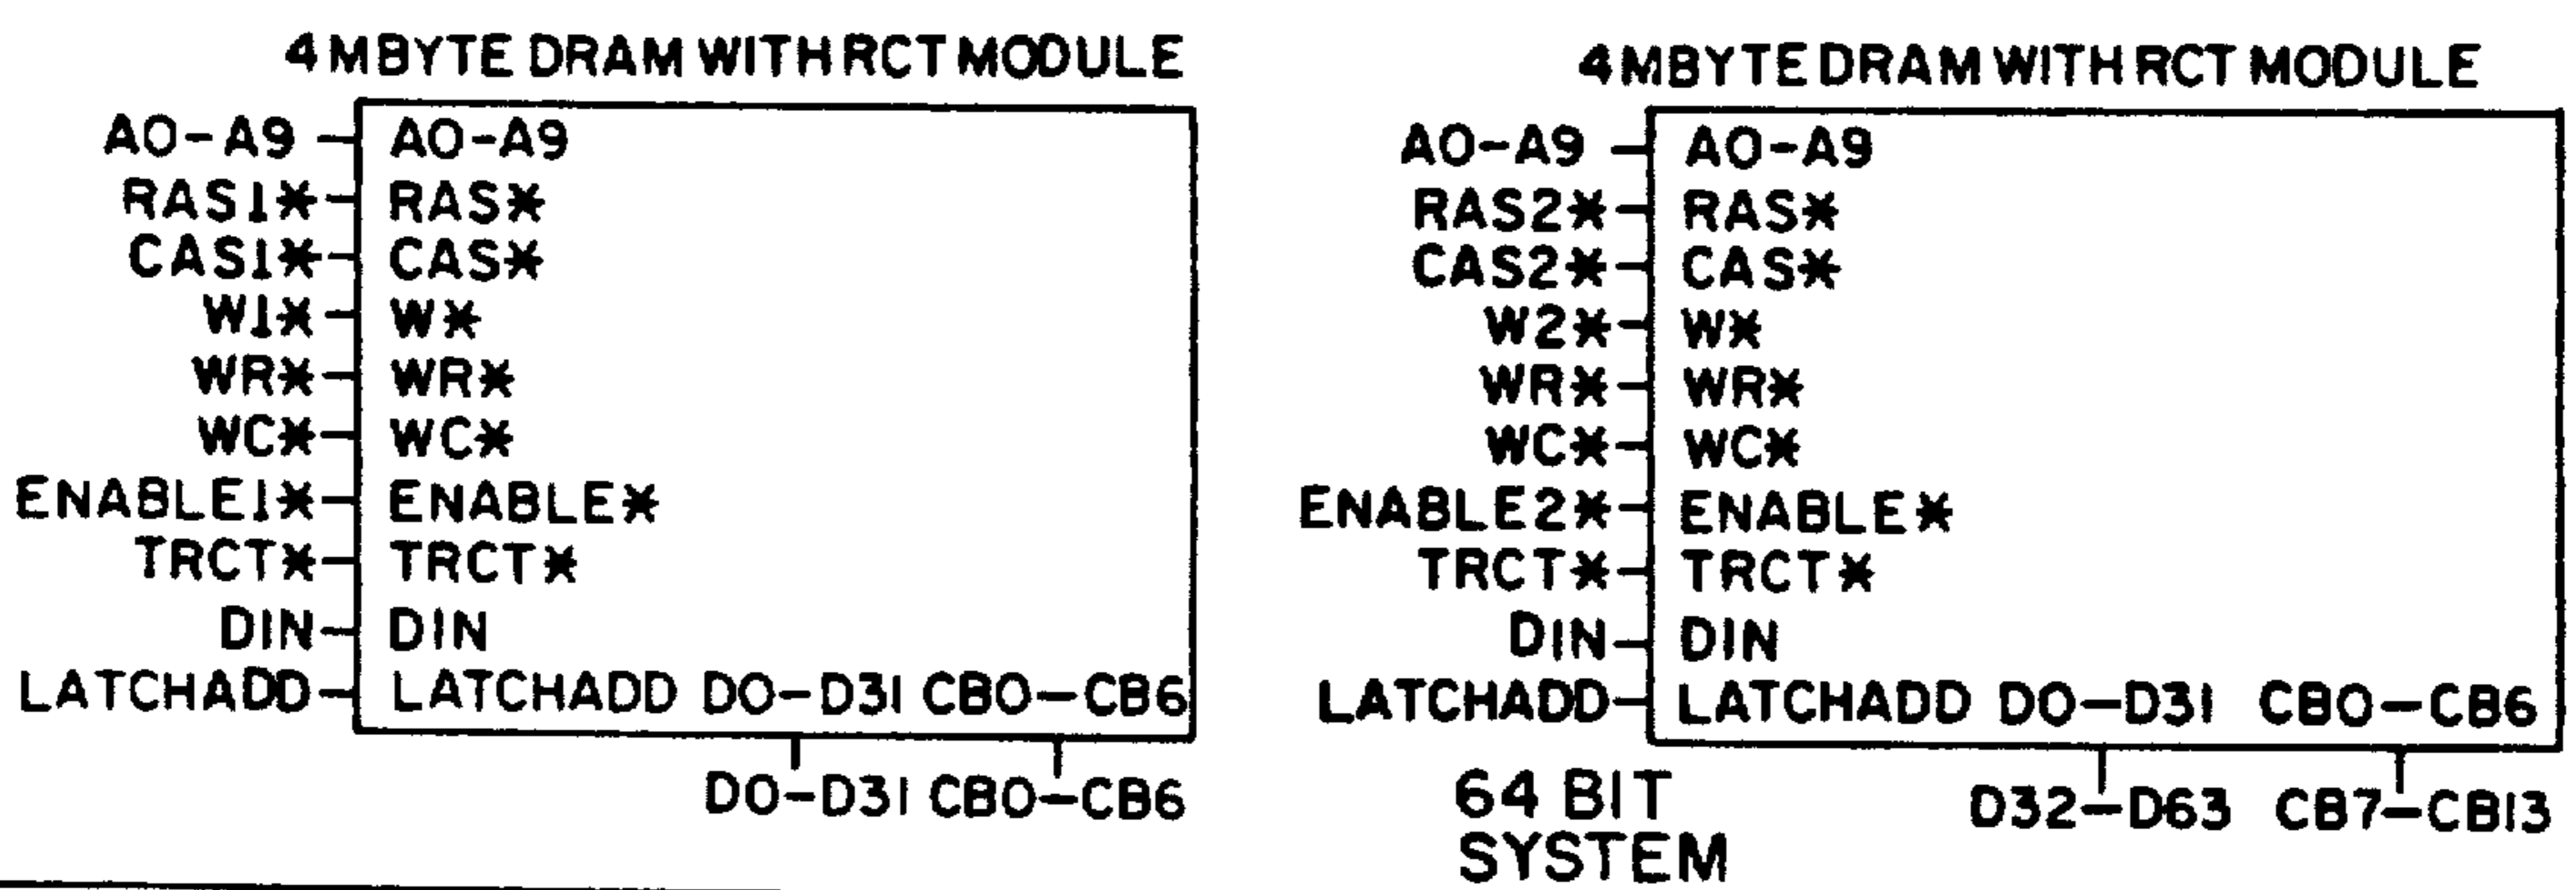 4 MBYTE DRAM WITH RCT MODULE
A0-A9 A0-A9
RAS1* RAS*
CAS1* CAS*
W1* W*
WR* WR*
WC* WC*
ENABLE1* ENABLE*
TRCT* TRCT*
DIN DIN
LATCHADD LATCHADD D0-D31 CB0-CB6
D0-D31 CB0-CB6
4 MBYTE DRAM WITH RCT MODULE
A0-A9 A0-A9
RAS2* RAS*
CAS2* CAS*
W2* W*
WR* WR*
WC* WC*
ENABLE2* ENABLE*
TRCT* TRCT*
DIN DIN
LATCHADD LATCHADD D0-D31 CB0-CB6
D32-D63 CB7-CB13
64 BIT
SYSTEM